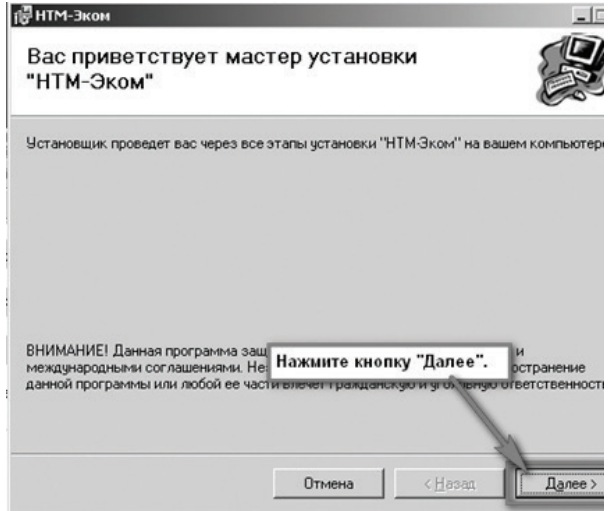 НТМ-Эком
Вас приветствует мастер установки
"НТМ-Эком"
Установщик проведет вас через все этапы установки "НТМ-Эком" на вашем компьютере
ВНИМАНИЕ! Данная программа защ и
международными соглашениями. Не остранение
данной программы или любой ее части влечет гражданскую и уголовную ответственность
Нажмите кнопку "Далее".
Отмена
< Назад
Далее >